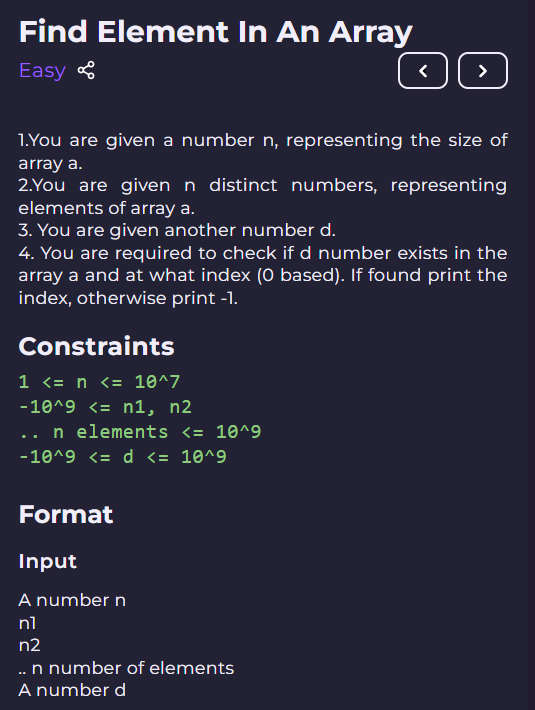 Find Element In An Array
Easy
1.You are given a number n, representing the size of
array a.
2.You are given n distinct numbers, representing
elements of array a.
3. You are given another number d.
4. You are required to check if d number exists in the
array a and at what index (0 based). If found print the
index, otherwise print -1.
Constraints
1 <= n <= 10^7
-10^9 <= n1, n2
.. n elements <= 10^9
-10^9 <= d <= 10^9
Format
Input
A number n
n1
n2
.. n number of elements
A number d